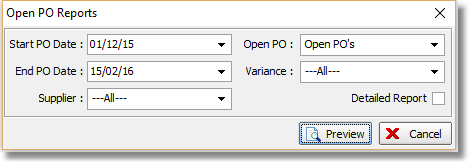 Open PO Reports
Start PO Date : 01/12/15 Open PO : Open PO's
End PO Date : 15/02/16 Variance : ---All---
Supplier : ---All--- Detailed Report
Preview Cancel